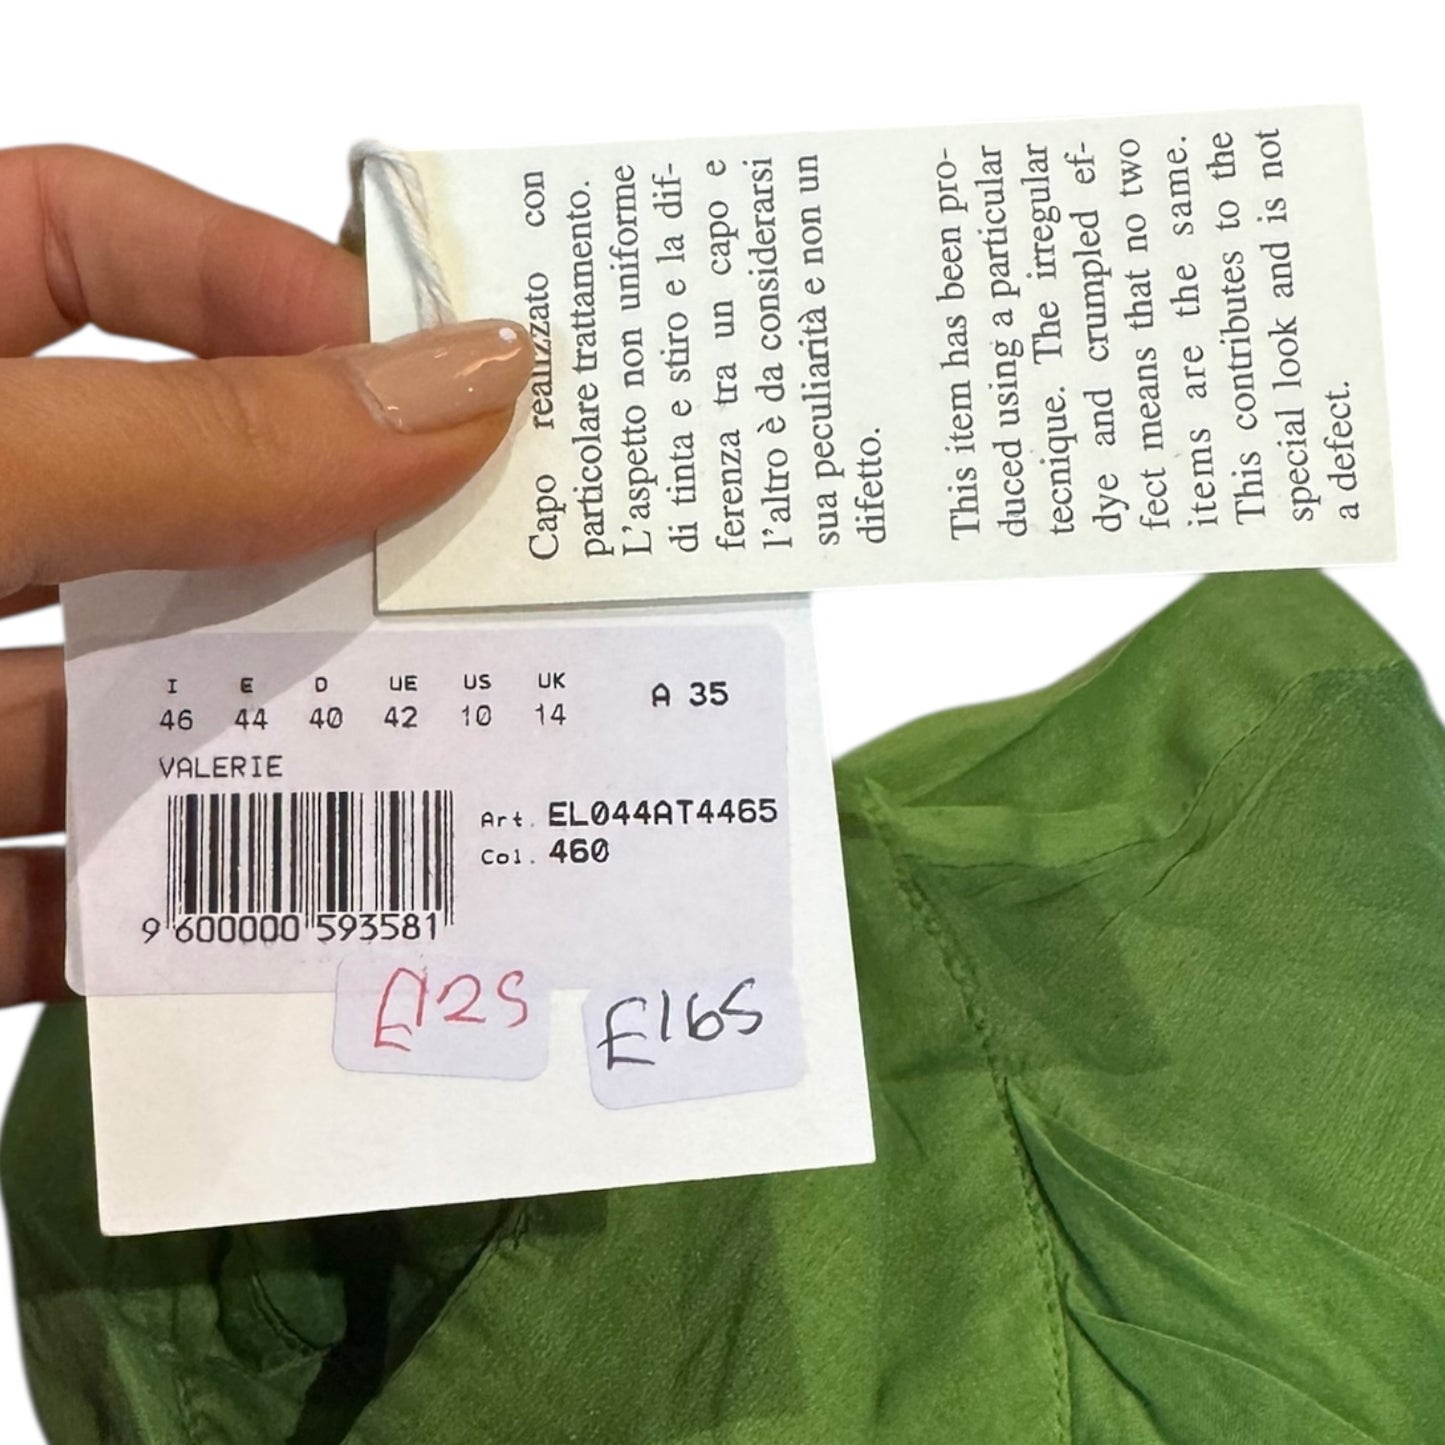 Capo realizzato con
particolare trattamento.
L'aspetto non uniforme
di tinta e stiro e la dif-
ferenza tra un capo e
l'altro è da considerarsi
sua peculiarità e non un
difetto.
This item has been pro-
duced using a particular
tecnique. The irregular
dye and crumpled ef-
fect means that no two
items are the same.
This contributes to the
special look and is not
a defect.
I E D UE US UK
46 44 40 42 10 14 A 35
VALERIE
Art. EL044AT4465
Col. 460
9 600000 593581
£125
£165